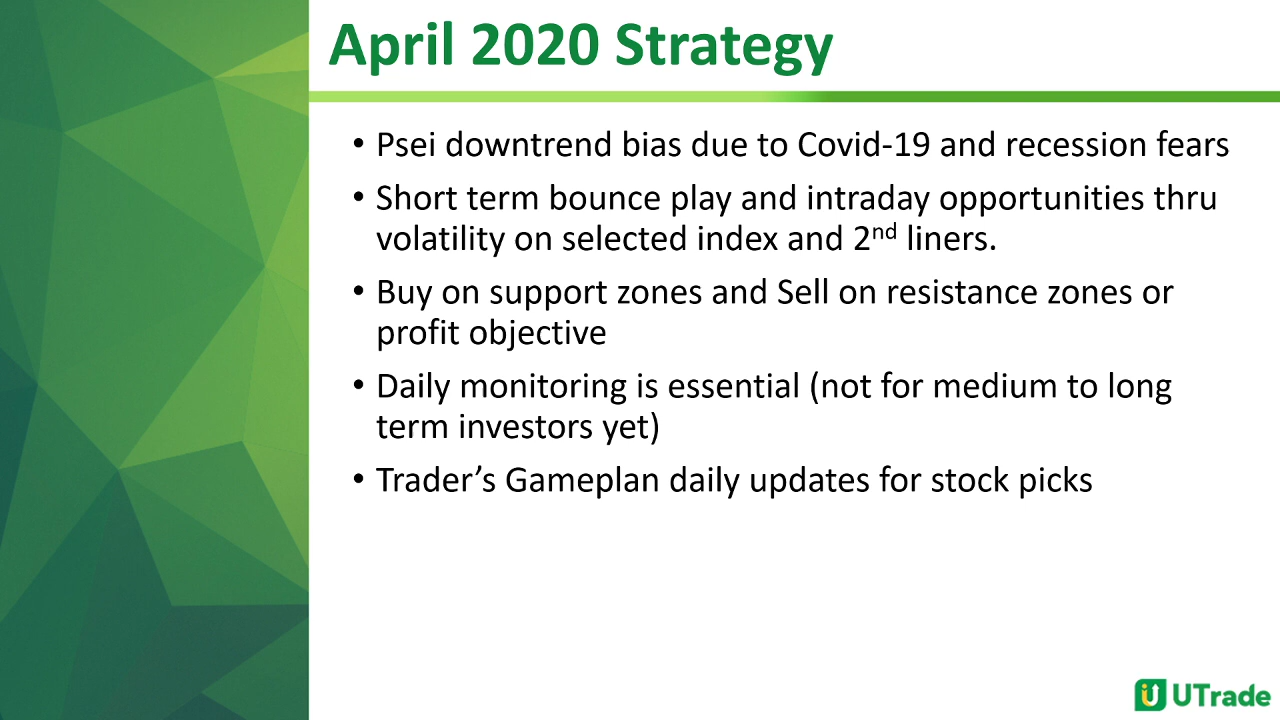 April 2020 Strategy
• Psei downtrend bias due to Covid-19 and recession fears
• Short term bounce play and intraday opportunities thru
volatility on selected index and 2nd liners.
• Buy on support zones and Sell on resistance zones or
profit objective
• Daily monitoring is essential (not for medium to long
term investors yet)
• Trader’s Gameplan daily updates for stock picks
UTrade